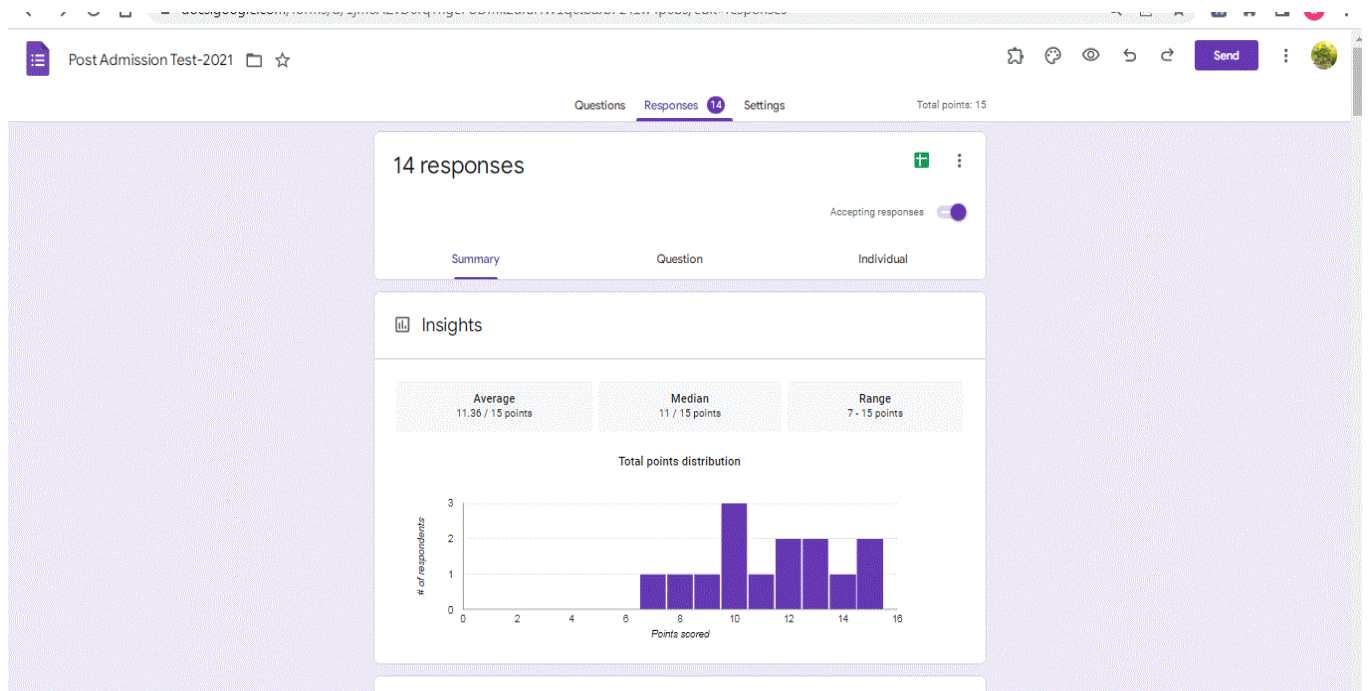 Post Admission Test-2021
Send
Questions Responses 14 Settings Total points: 15
14 responses
Accepting responses
Summary Question Individual
Insights
Average Median Range
11.36 / 15 points 11 / 15 points 7 - 15 points
Total points distribution
# of respondents
3
2
1
0
0 2 4 6 8 10 12 14 16
Points scored